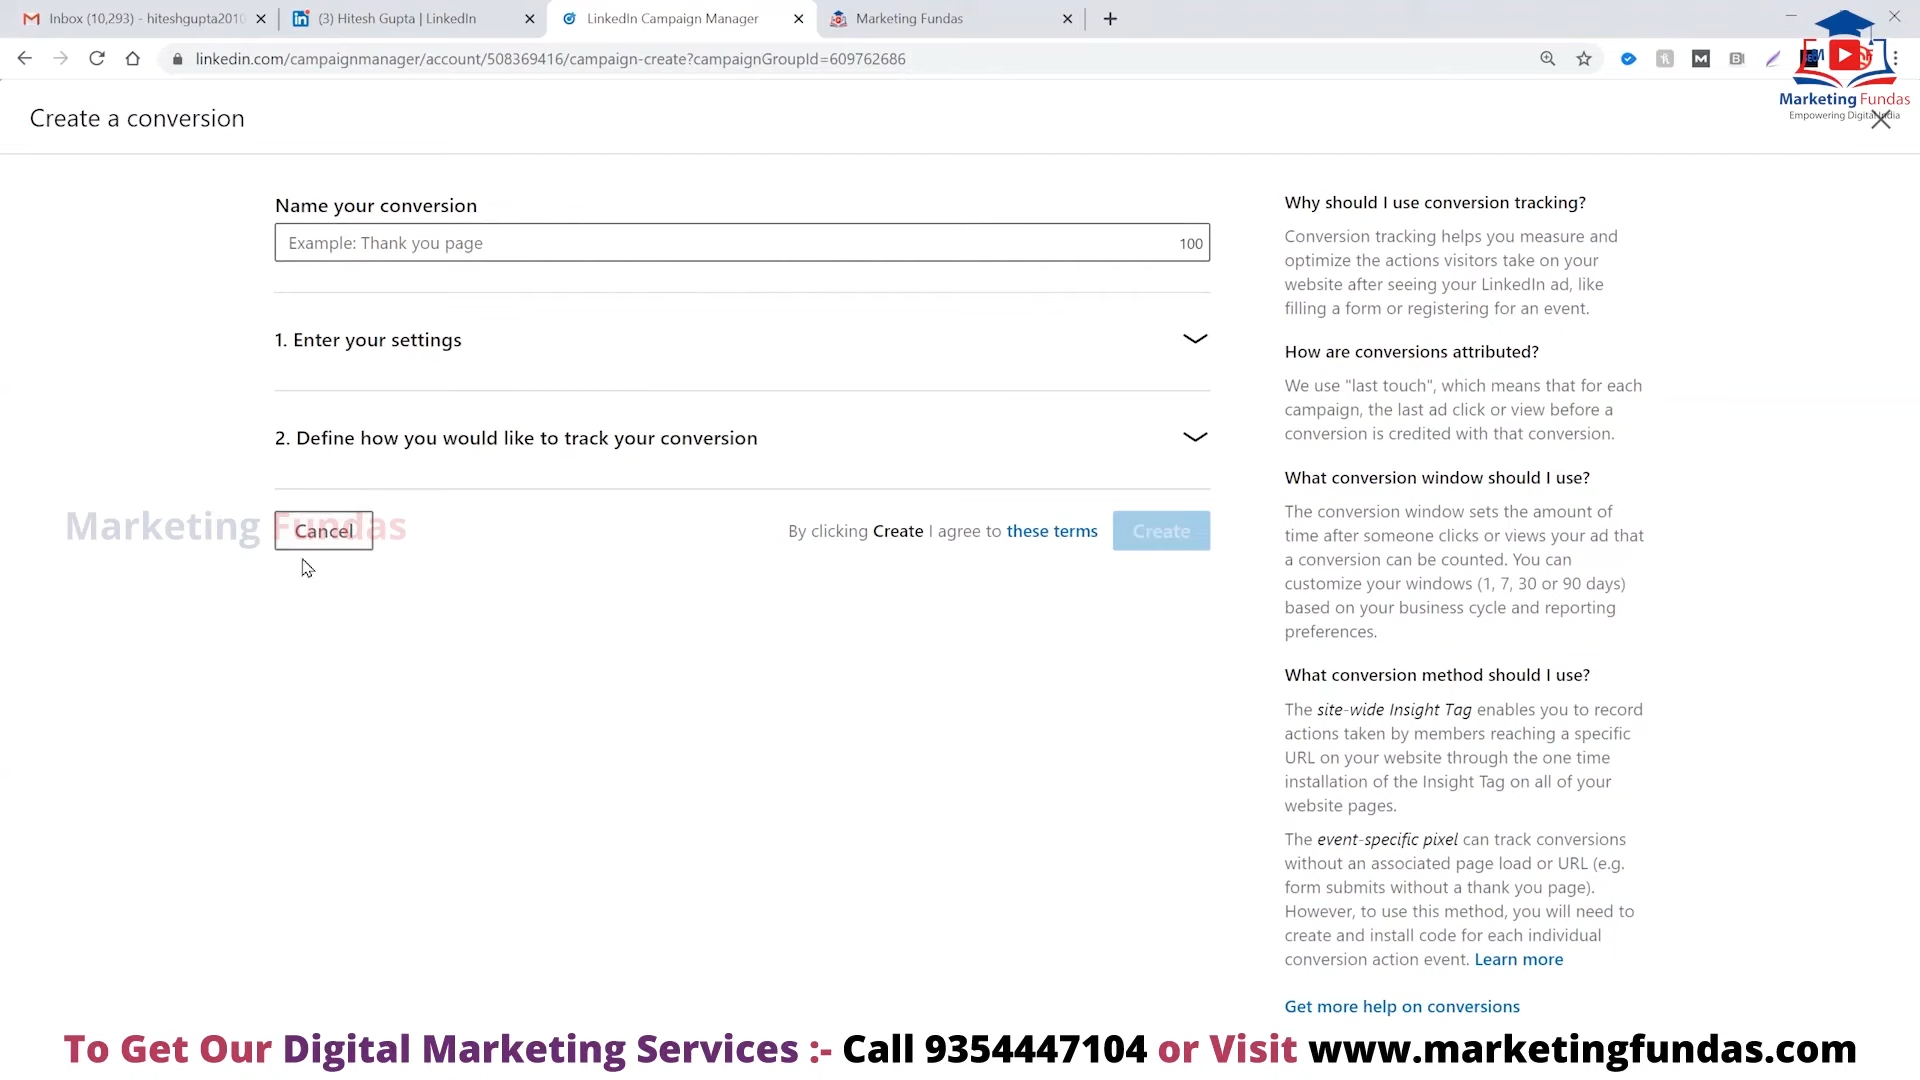 Inbox (10,293) - hiteshgupta2010
(3) Hitesh Gupta | LinkedIn
LinkedIn Campaign Manager
Marketing Fundas
linkedin.com/campaignmanager/account/508369416/campaign-create?campaignGroupId=609762686
Marketing Fundas
Empowering Digital India
Create a conversion
Name your conversion
Example: Thank you page
100
1. Enter your settings
2. Define how you would like to track your conversion
Marketing Fundas
Cancel
By clicking Create I agree to these terms
Create
Why should I use conversion tracking?
Conversion tracking helps you measure and
optimize the actions visitors take on your
website after seeing your LinkedIn ad, like
filling a form or registering for an event.
How are conversions attributed?
We use "last touch", which means that for each
campaign, the last ad click or view before a
conversion is credited with that conversion.
What conversion window should I use?
The conversion window sets the amount of
time after someone clicks or views your ad that
a conversion can be counted. You can
customize your windows (1, 7, 30 or 90 days)
based on your business cycle and reporting
preferences.
What conversion method should I use?
The site-wide Insight Tag enables you to record
actions taken by members reaching a specific
URL on your website through the one time
installation of the Insight Tag on all of your
website pages.
The event-specific pixel can track conversions
without an associated page load or URL (e.g.
form submits without a thank you page).
However, to use this method, you will need to
create and install code for each individual
conversion action event. Learn more
Get more help on conversions
To Get Our Digital Marketing Services :- Call 9354447104 or Visit www.marketingfundas.com